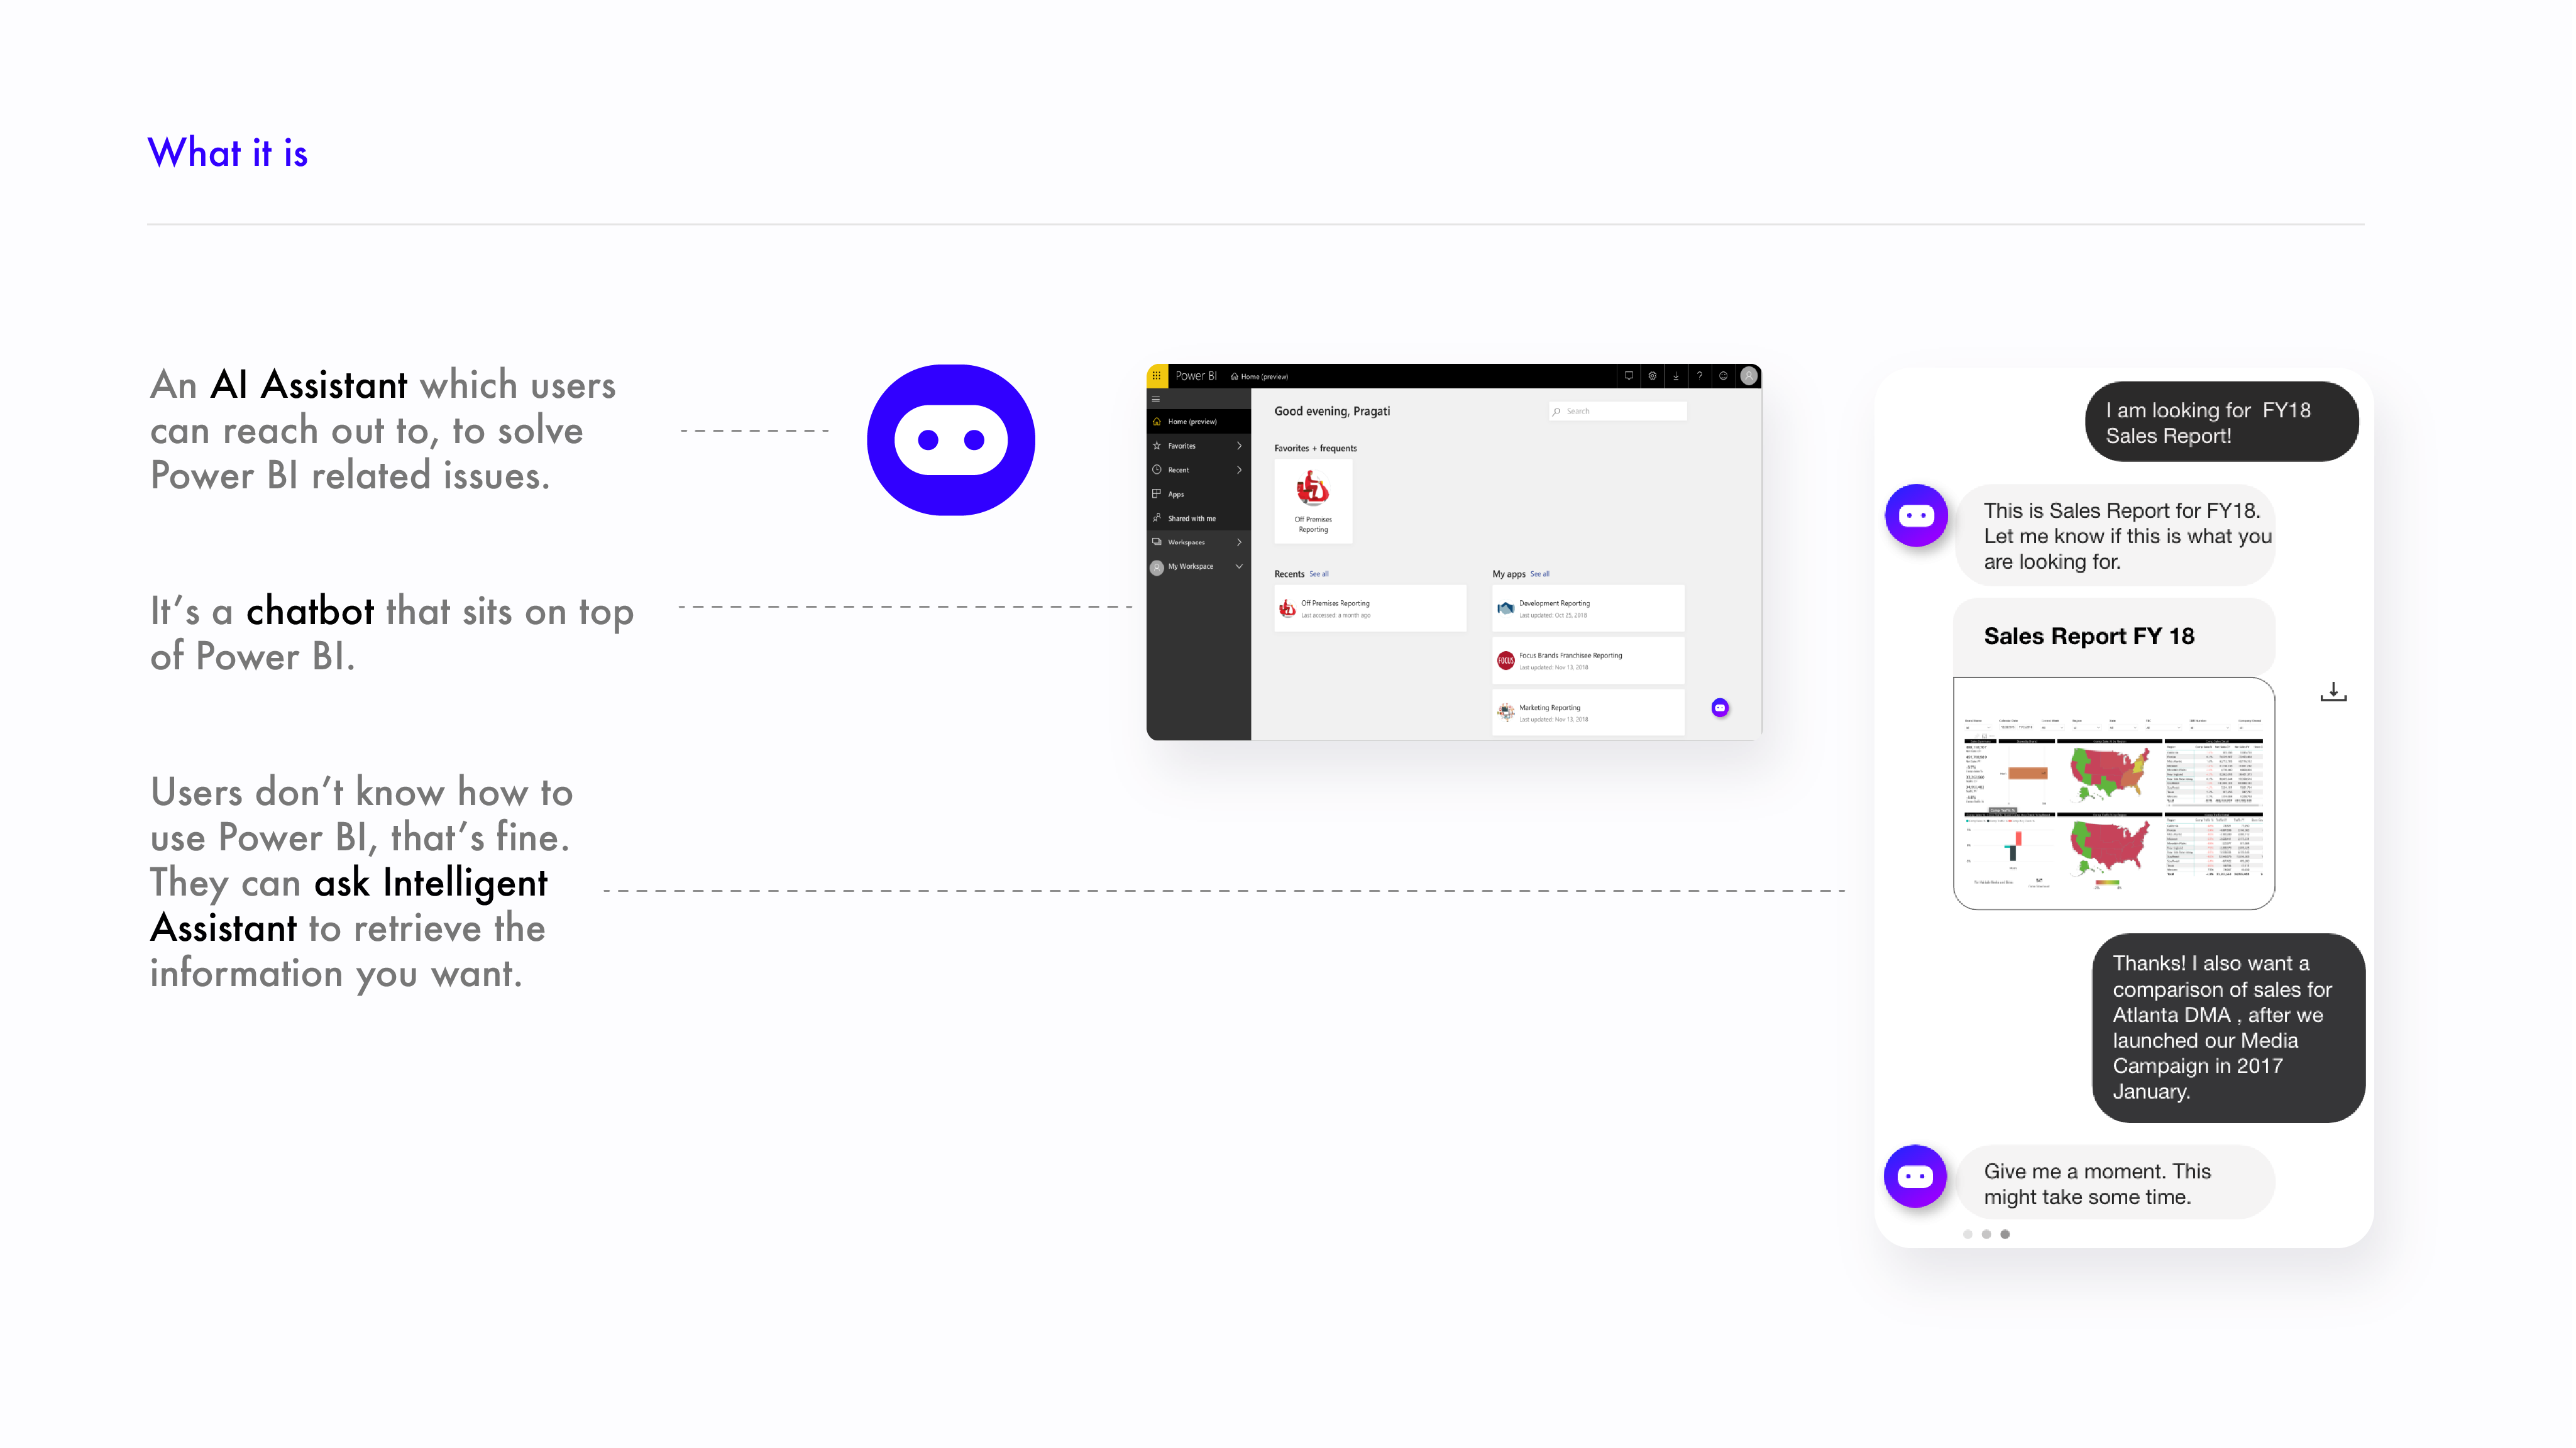 What it is
An AI Assistant which users
can reach out to, to solve
Power BI related issues.
It’s a chatbot that sits on top
of Power BI.
Users don’t know how to
use Power BI, that’s fine.
They can ask Intelligent
Assistant to retrieve the
information you want.
Power BI
Home (preview)
Home (preview)
Favorites
Recent
Apps
Shared with me
Workspaces
My Workspace
Good evening, Pragati
Search
Favorites + frequents
Off Premises
Reporting
Recents See all
Off Premises Reporting
Last accessed: a month ago
My apps See all
Development Reporting
Last updated: Oct 25, 2018
FOCUS
Focus Brands Franchisee Reporting
Last updated: Nov 13, 2018
Marketing Reporting
Last updated: Nov 13, 2018
I am looking for  FY18
Sales Report!
This is Sales Report for FY18.
Let me know if this is what you
are looking for.
Sales Report FY 18
Thanks! I also want a
comparison of sales for
Atlanta DMA , after we
launched our Media
Campaign in 2017
January.
Give me a moment. This
might take some time.